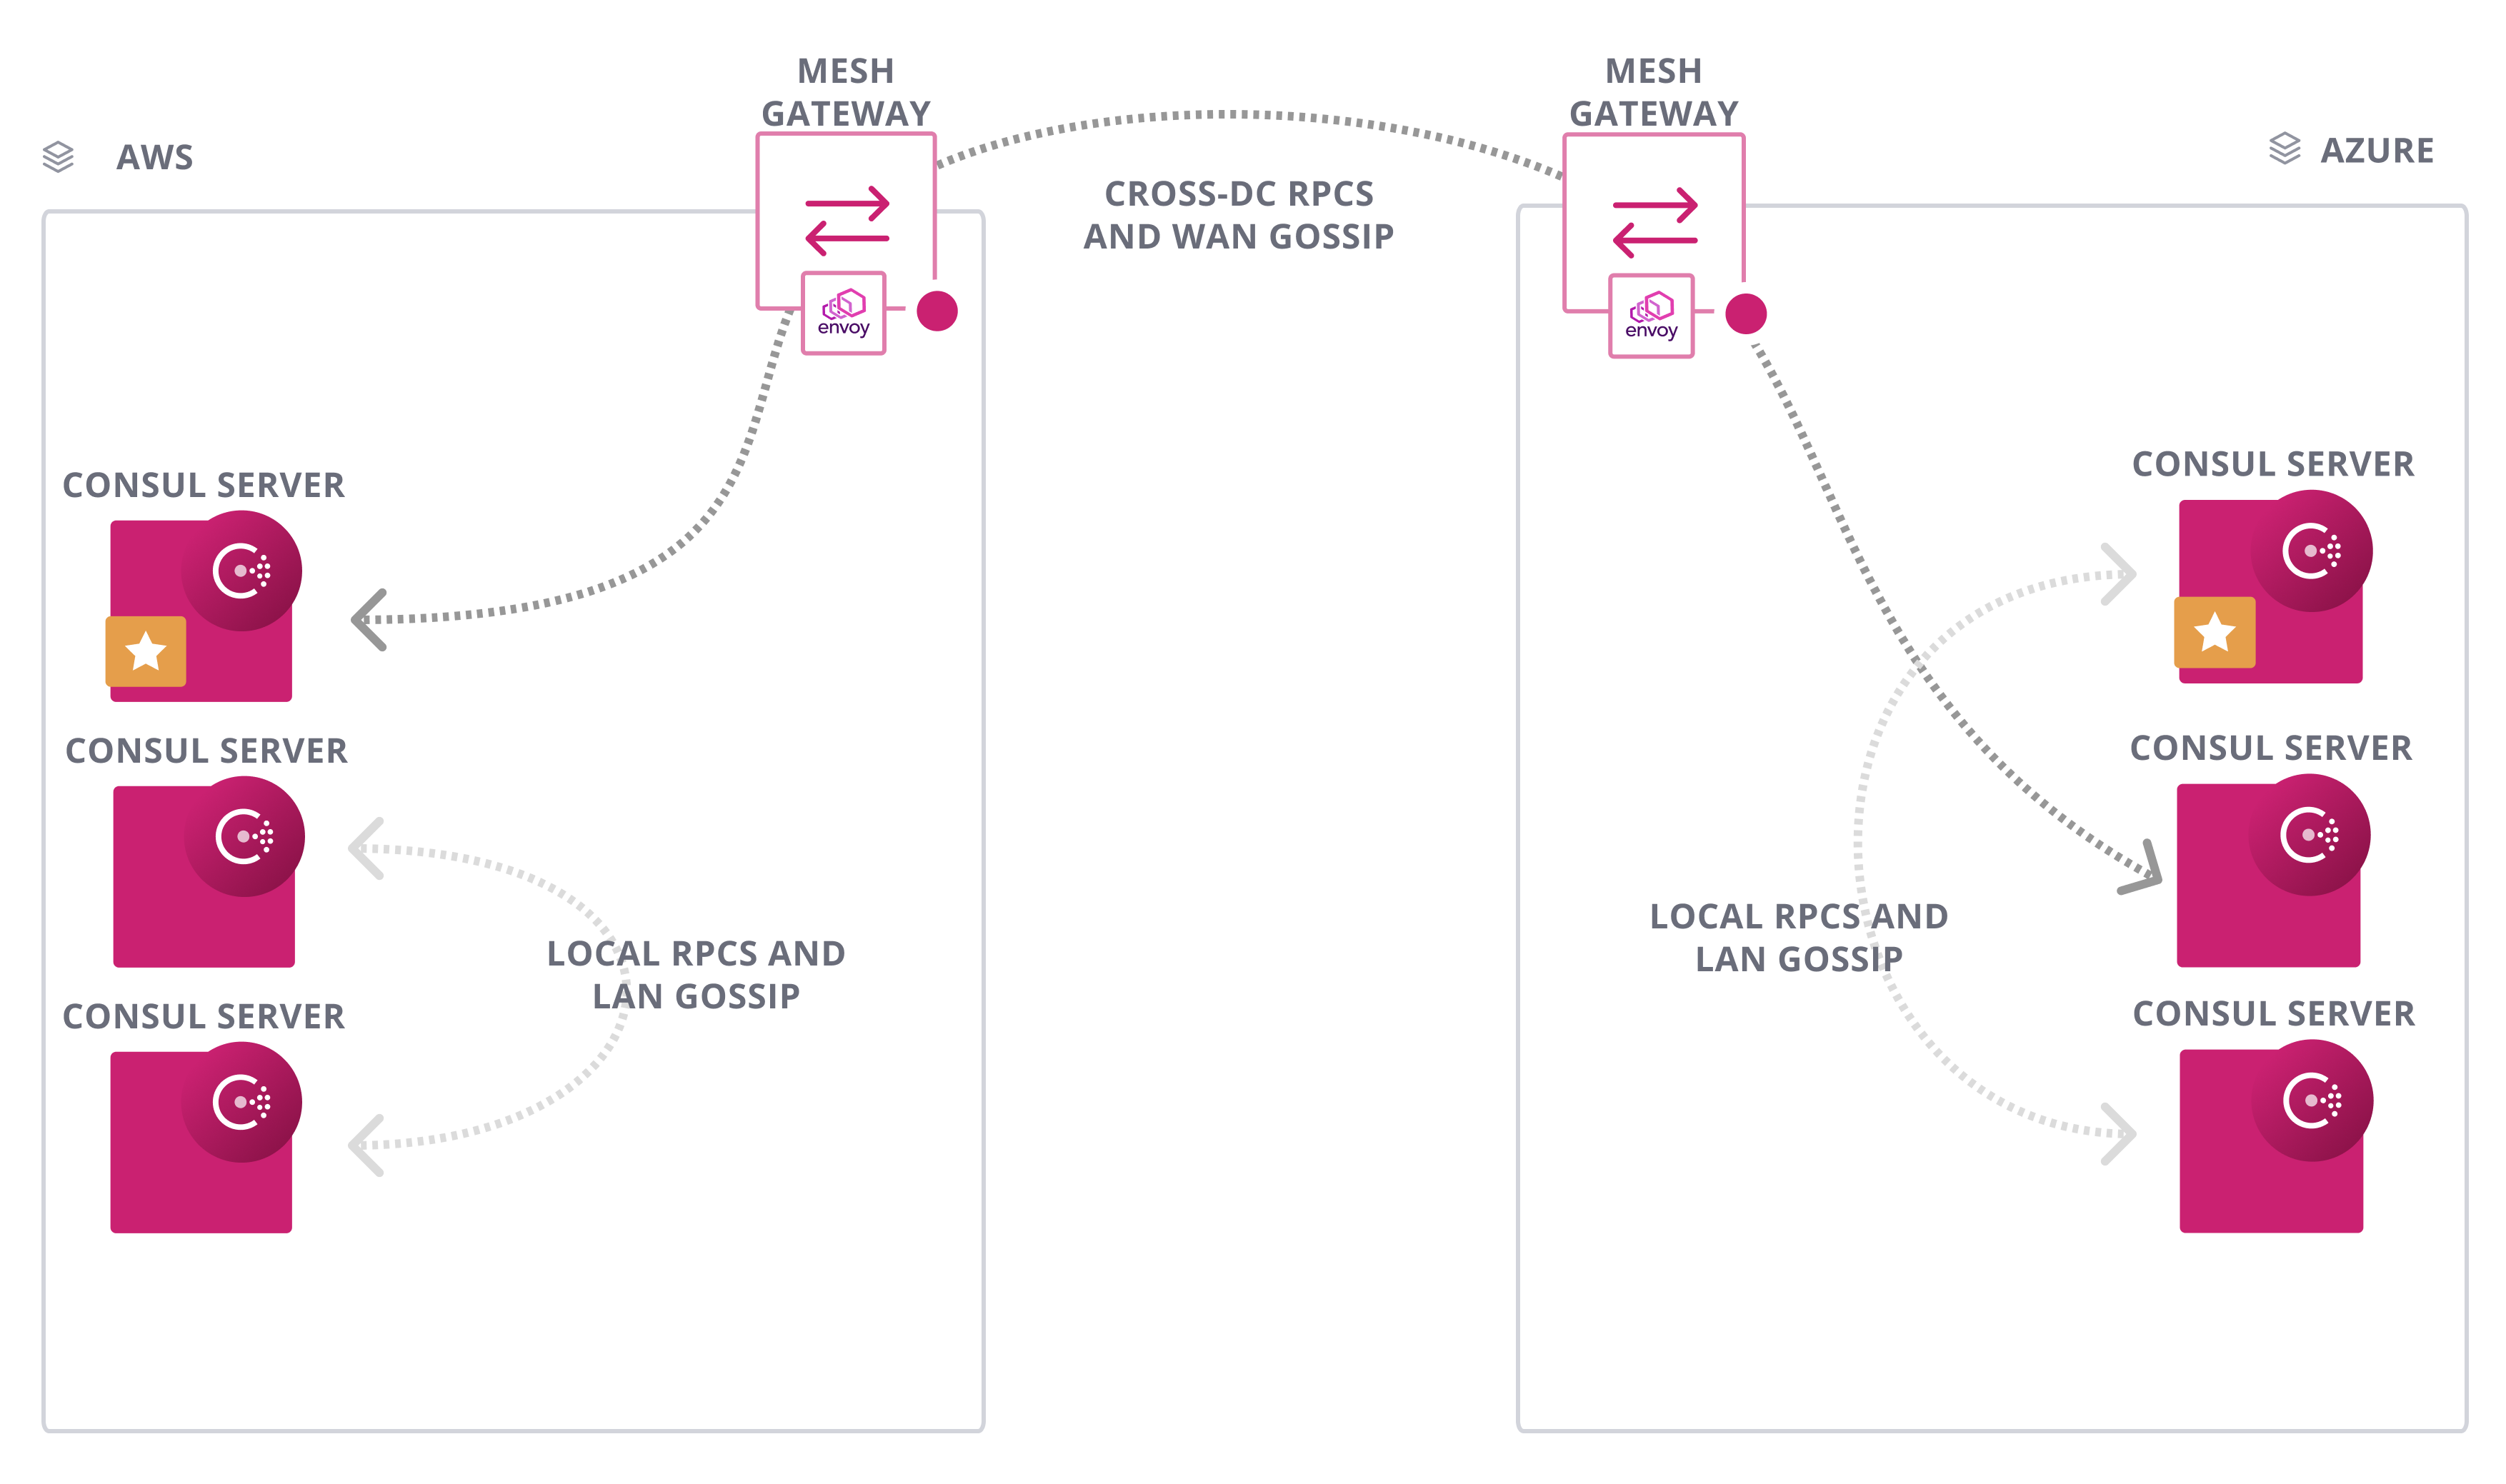 MESH
GATEWAY
MESH
GATEWAY
AWS
AZURE
CROSS-DC RPCS
AND WAN GOSSIP
envoy
envoy
CONSUL SERVER
CONSUL SERVER
CONSUL SERVER
CONSUL SERVER
LOCAL RPCS AND
LAN GOSSIP
LOCAL RPCS AND
LAN GOSSIP
CONSUL SERVER
CONSUL SERVER